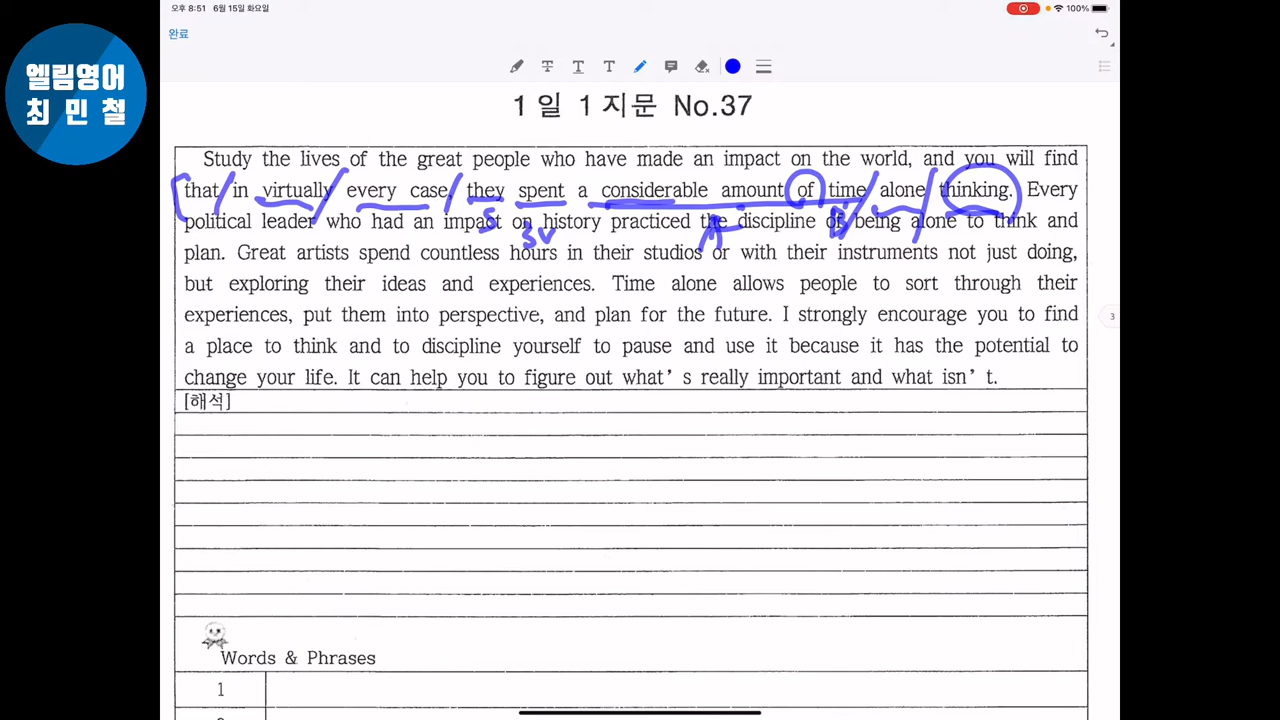 오후 8:51 6월 15일 화요일
100%
완료
엘림영어
최 민 철
1 일 1 지문 No.37
Study the lives of the great people who have made an impact on the world, and you will find
that in virtually every case, they spent a considerable amount of time alone thinking. Every
political leader who had an impact on history practiced the discipline of being alone to think and
plan. Great artists spend countless hours in their studios or with their instruments not just doing,
but exploring their ideas and experiences. Time alone allows people to sort through their
experiences, put them into perspective, and plan for the future. I strongly encourage you to find
a place to think and to discipline yourself to pause and use it because it has the potential to
change your life. It can help you to figure out what's really important and what isn't.
S
3V
3
[해석]
Words & Phrases
1